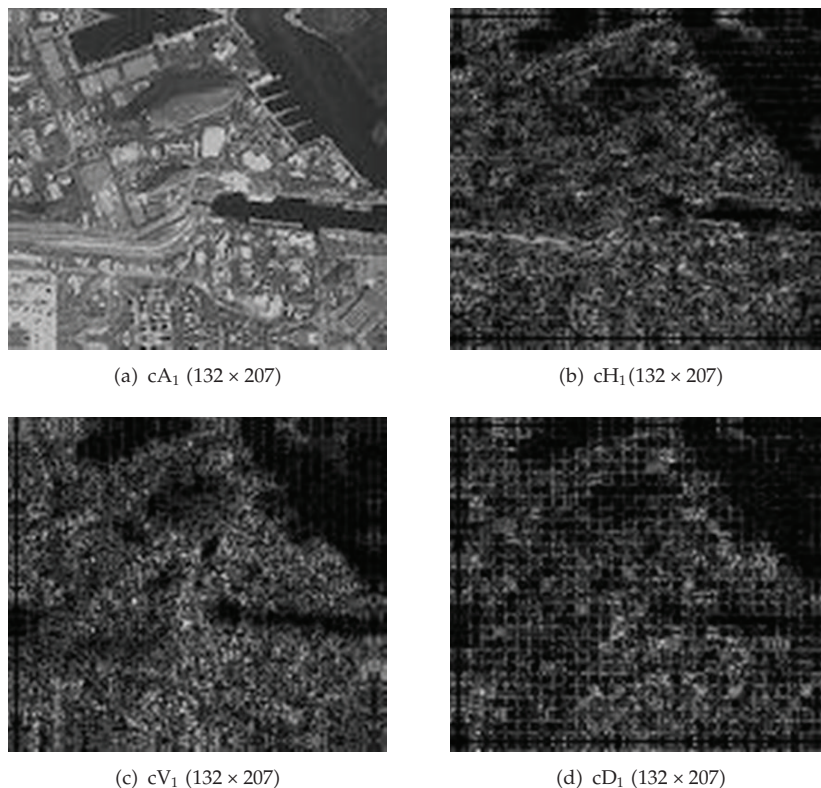 (a) cA₁ (132 × 207)
(b) cH₁(132 × 207)
(c) cV₁ (132 × 207)
(d) cD₁ (132 × 207)